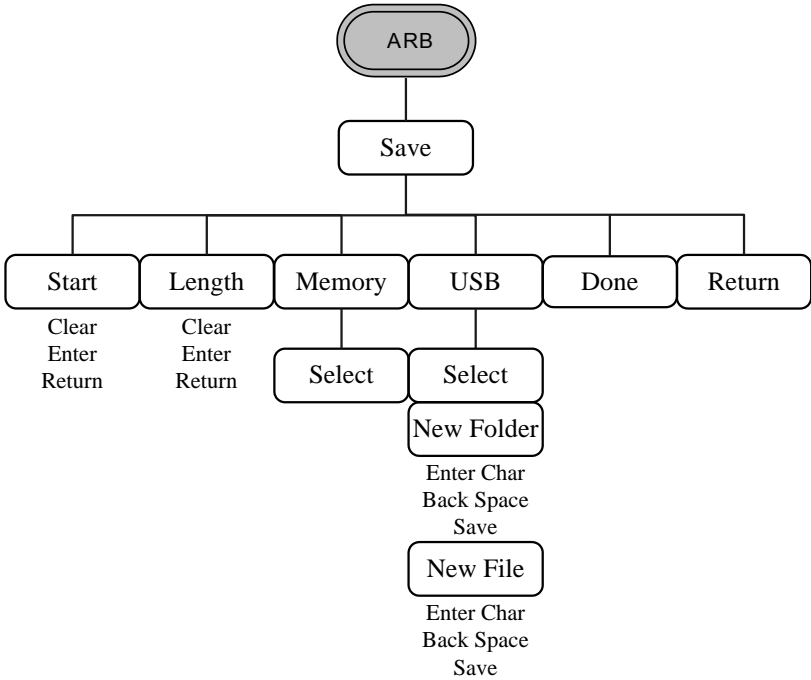 ARB
Save
Start
Length
Memory
USB
Done
Return
Clear
Enter
Return
Clear
Enter
Return
Select
Select
New Folder
Enter Char
Back Space
Save
New File
Enter Char
Back Space
Save